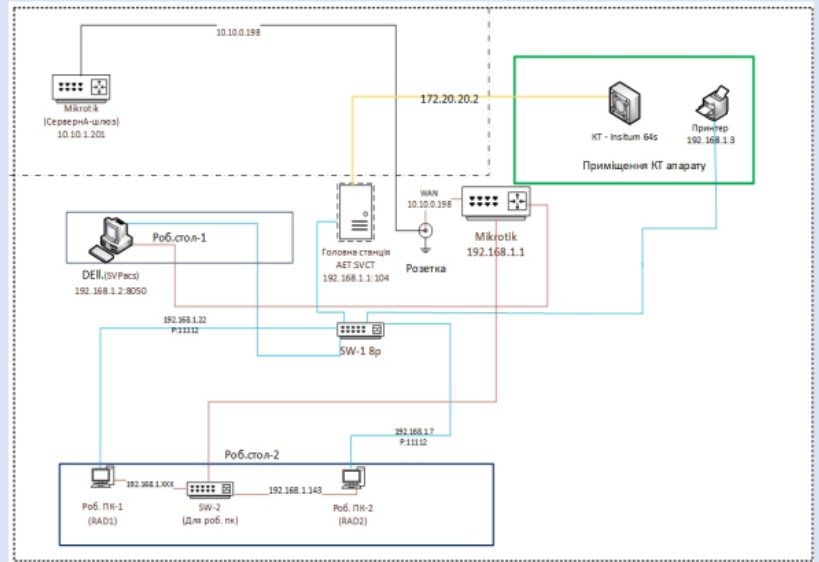 10.10.0.198
Mikrotik
(СервернА-шлюз)
10.10.1.201
172.20.20.2
КТ - Insitum 64s
Принтер
192.168.1.3
Приміщення КТ апарату
WAN
10.10.0.198
Mikrotik
192.168.1.1
Розетка
Головна станція
AET:SVCT
192.168.1.1:104
Роб.стол-1
DEll.(SVPacs)
192.168.1.2:8050
192.168.1.22
P:11112
SW-1 8p
192.168.1.7
P:11112
Роб.стол-2
192.168.1.XXX
192.168.1.143
Роб. ПК-1
(RAD1)
SW-2
(Для роб. пк)
Роб. ПК-2
(RAD2)